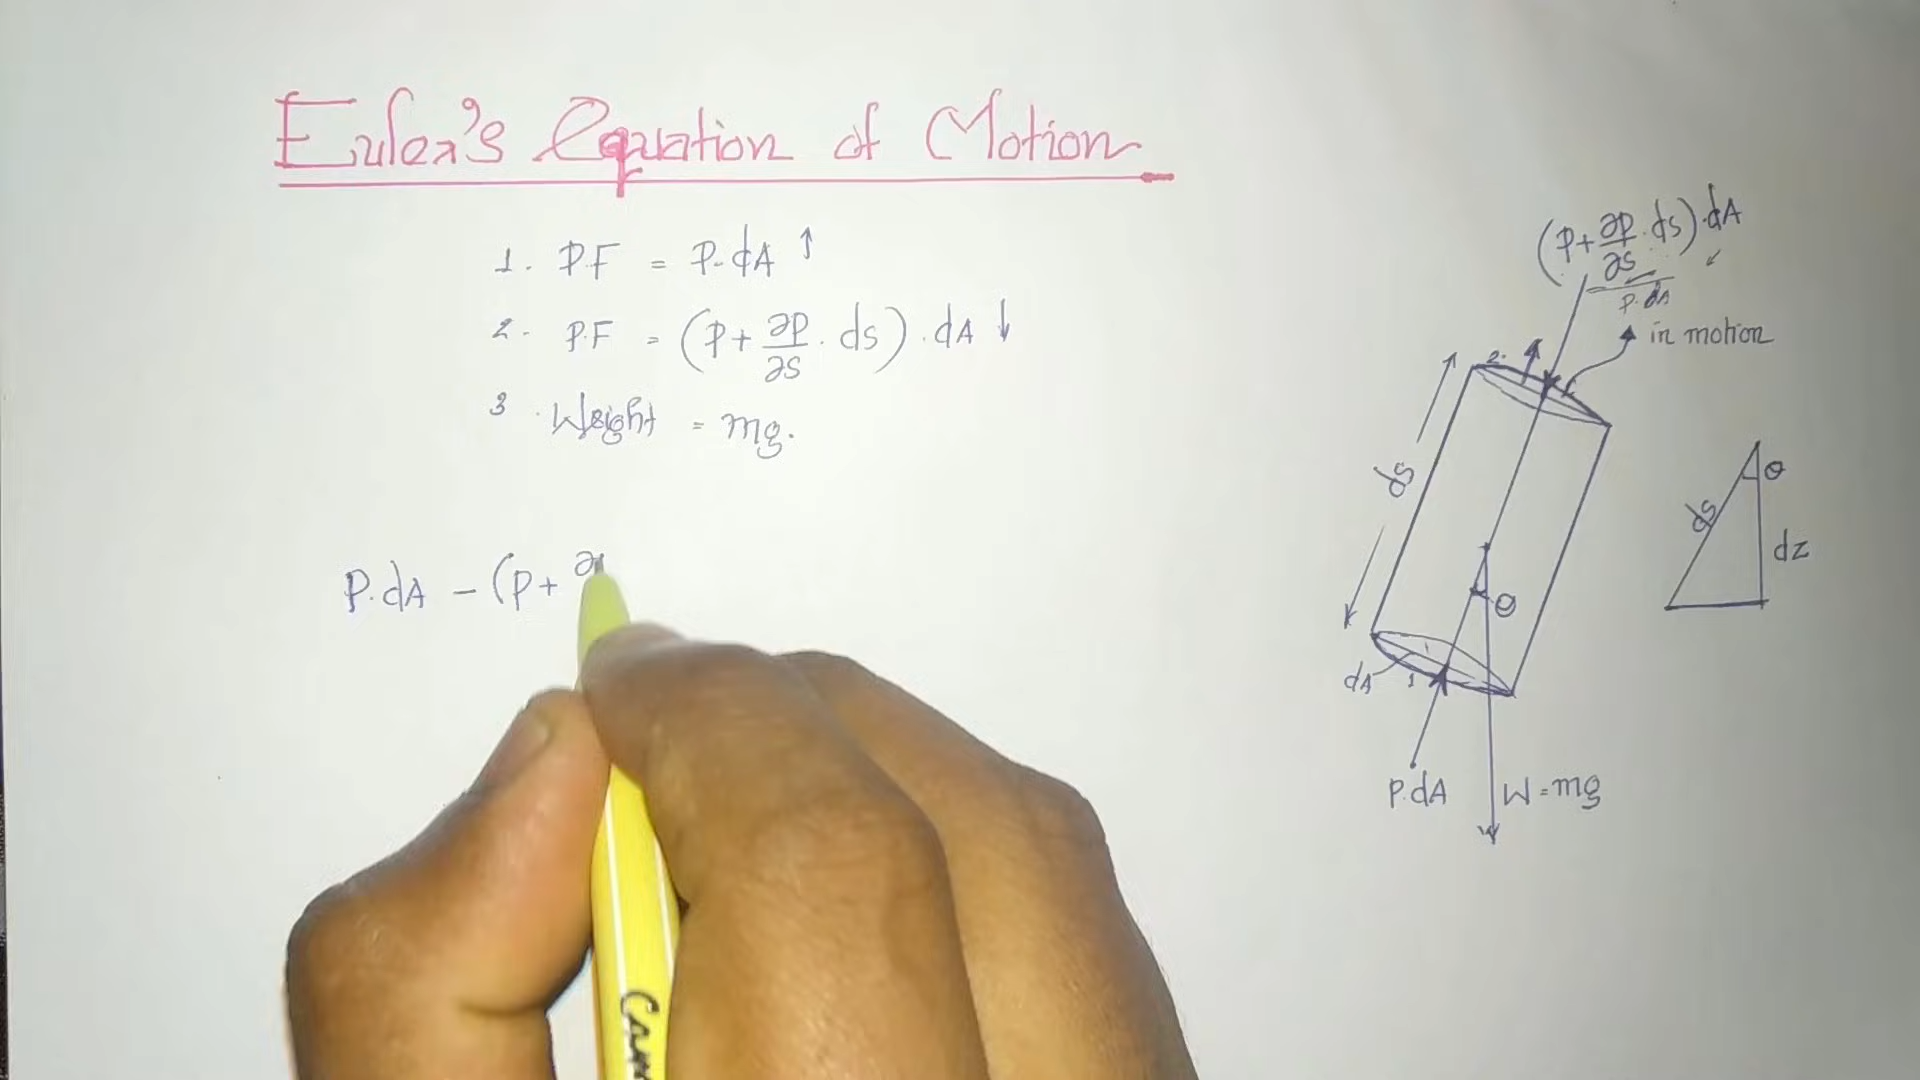 Euler's Equation of Motion
1. P.F = P.dA ↑
2. P.F = (P+ ∂P/∂S . ds) . dA ↓
3. Weight = mg.
P.dA − (P+ ∂
(P+ ∂P/∂S . ds).dA
P.dA
in motion
2.
ds
θ
ds
dz
θ
dA
1
P.dA
W = mg
Cam